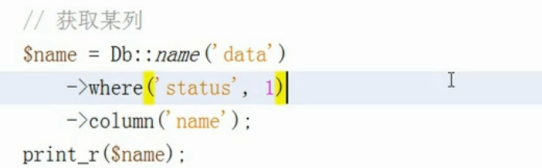 // 获取某列
$name = Db::name('data')
->where('status', 1)
->column('name');
print_r($name);